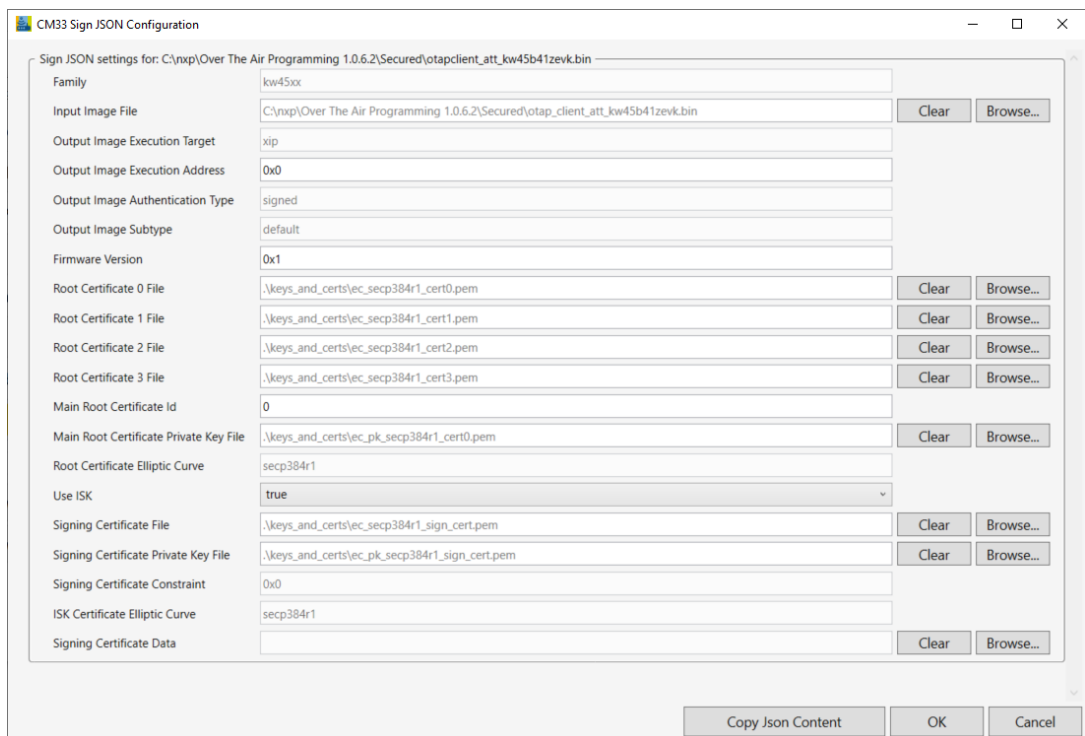 CM33 Sign JSON Configuration
Sign JSON settings for: C:\nxp\Over The Air Programming 1.0.6.2\Secured\otapclient_att_kw45b41zevk.bin
Family kw45xx
Input Image File C:\nxp\Over The Air Programming 1.0.6.2\Secured\otap_client_att_kw45b41zevk.bin Clear Browse...
Output Image Execution Target xip
Output Image Execution Address 0x0
Output Image Authentication Type signed
Output Image Subtype default
Firmware Version 0x1
Root Certificate 0 File .\keys_and_certs\ec_secp384r1_cert0.pem Clear Browse...
Root Certificate 1 File .\keys_and_certs\ec_secp384r1_cert1.pem Clear Browse...
Root Certificate 2 File .\keys_and_certs\ec_secp384r1_cert2.pem Clear Browse...
Root Certificate 3 File .\keys_and_certs\ec_secp384r1_cert3.pem Clear Browse...
Main Root Certificate Id 0
Main Root Certificate Private Key File .\keys_and_certs\ec_pk_secp384r1_cert0.pem Clear Browse...
Root Certificate Elliptic Curve secp384r1
Use ISK true
Signing Certificate File .\keys_and_certs\ec_secp384r1_sign_cert.pem Clear Browse...
Signing Certificate Private Key File .\keys_and_certs\ec_pk_secp384r1_sign_cert.pem Clear Browse...
Signing Certificate Constraint 0x0
ISK Certificate Elliptic Curve secp384r1
Signing Certificate Data Clear Browse...
Copy Json Content OK Cancel